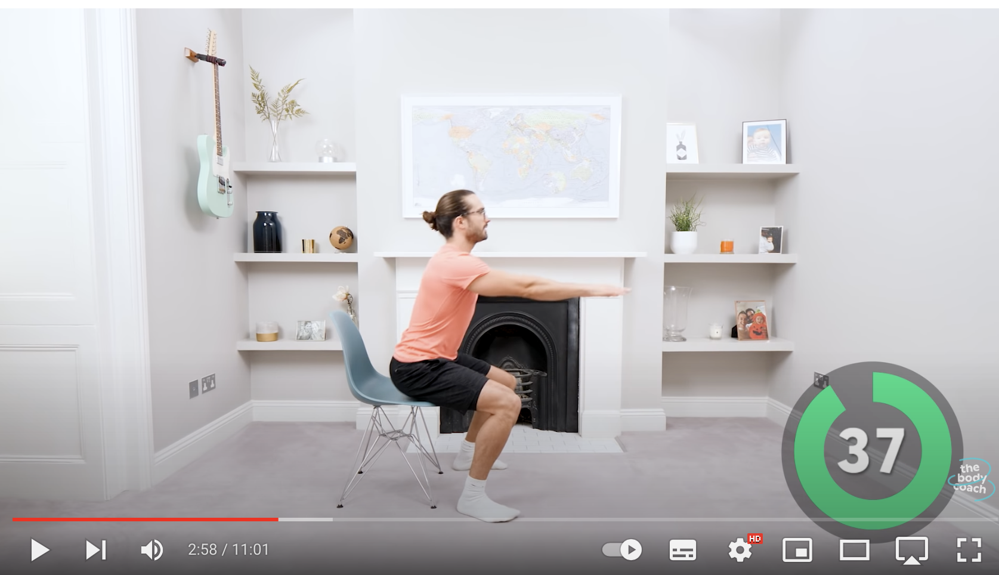 37
the
body
coach
2:58 / 11:01
HD